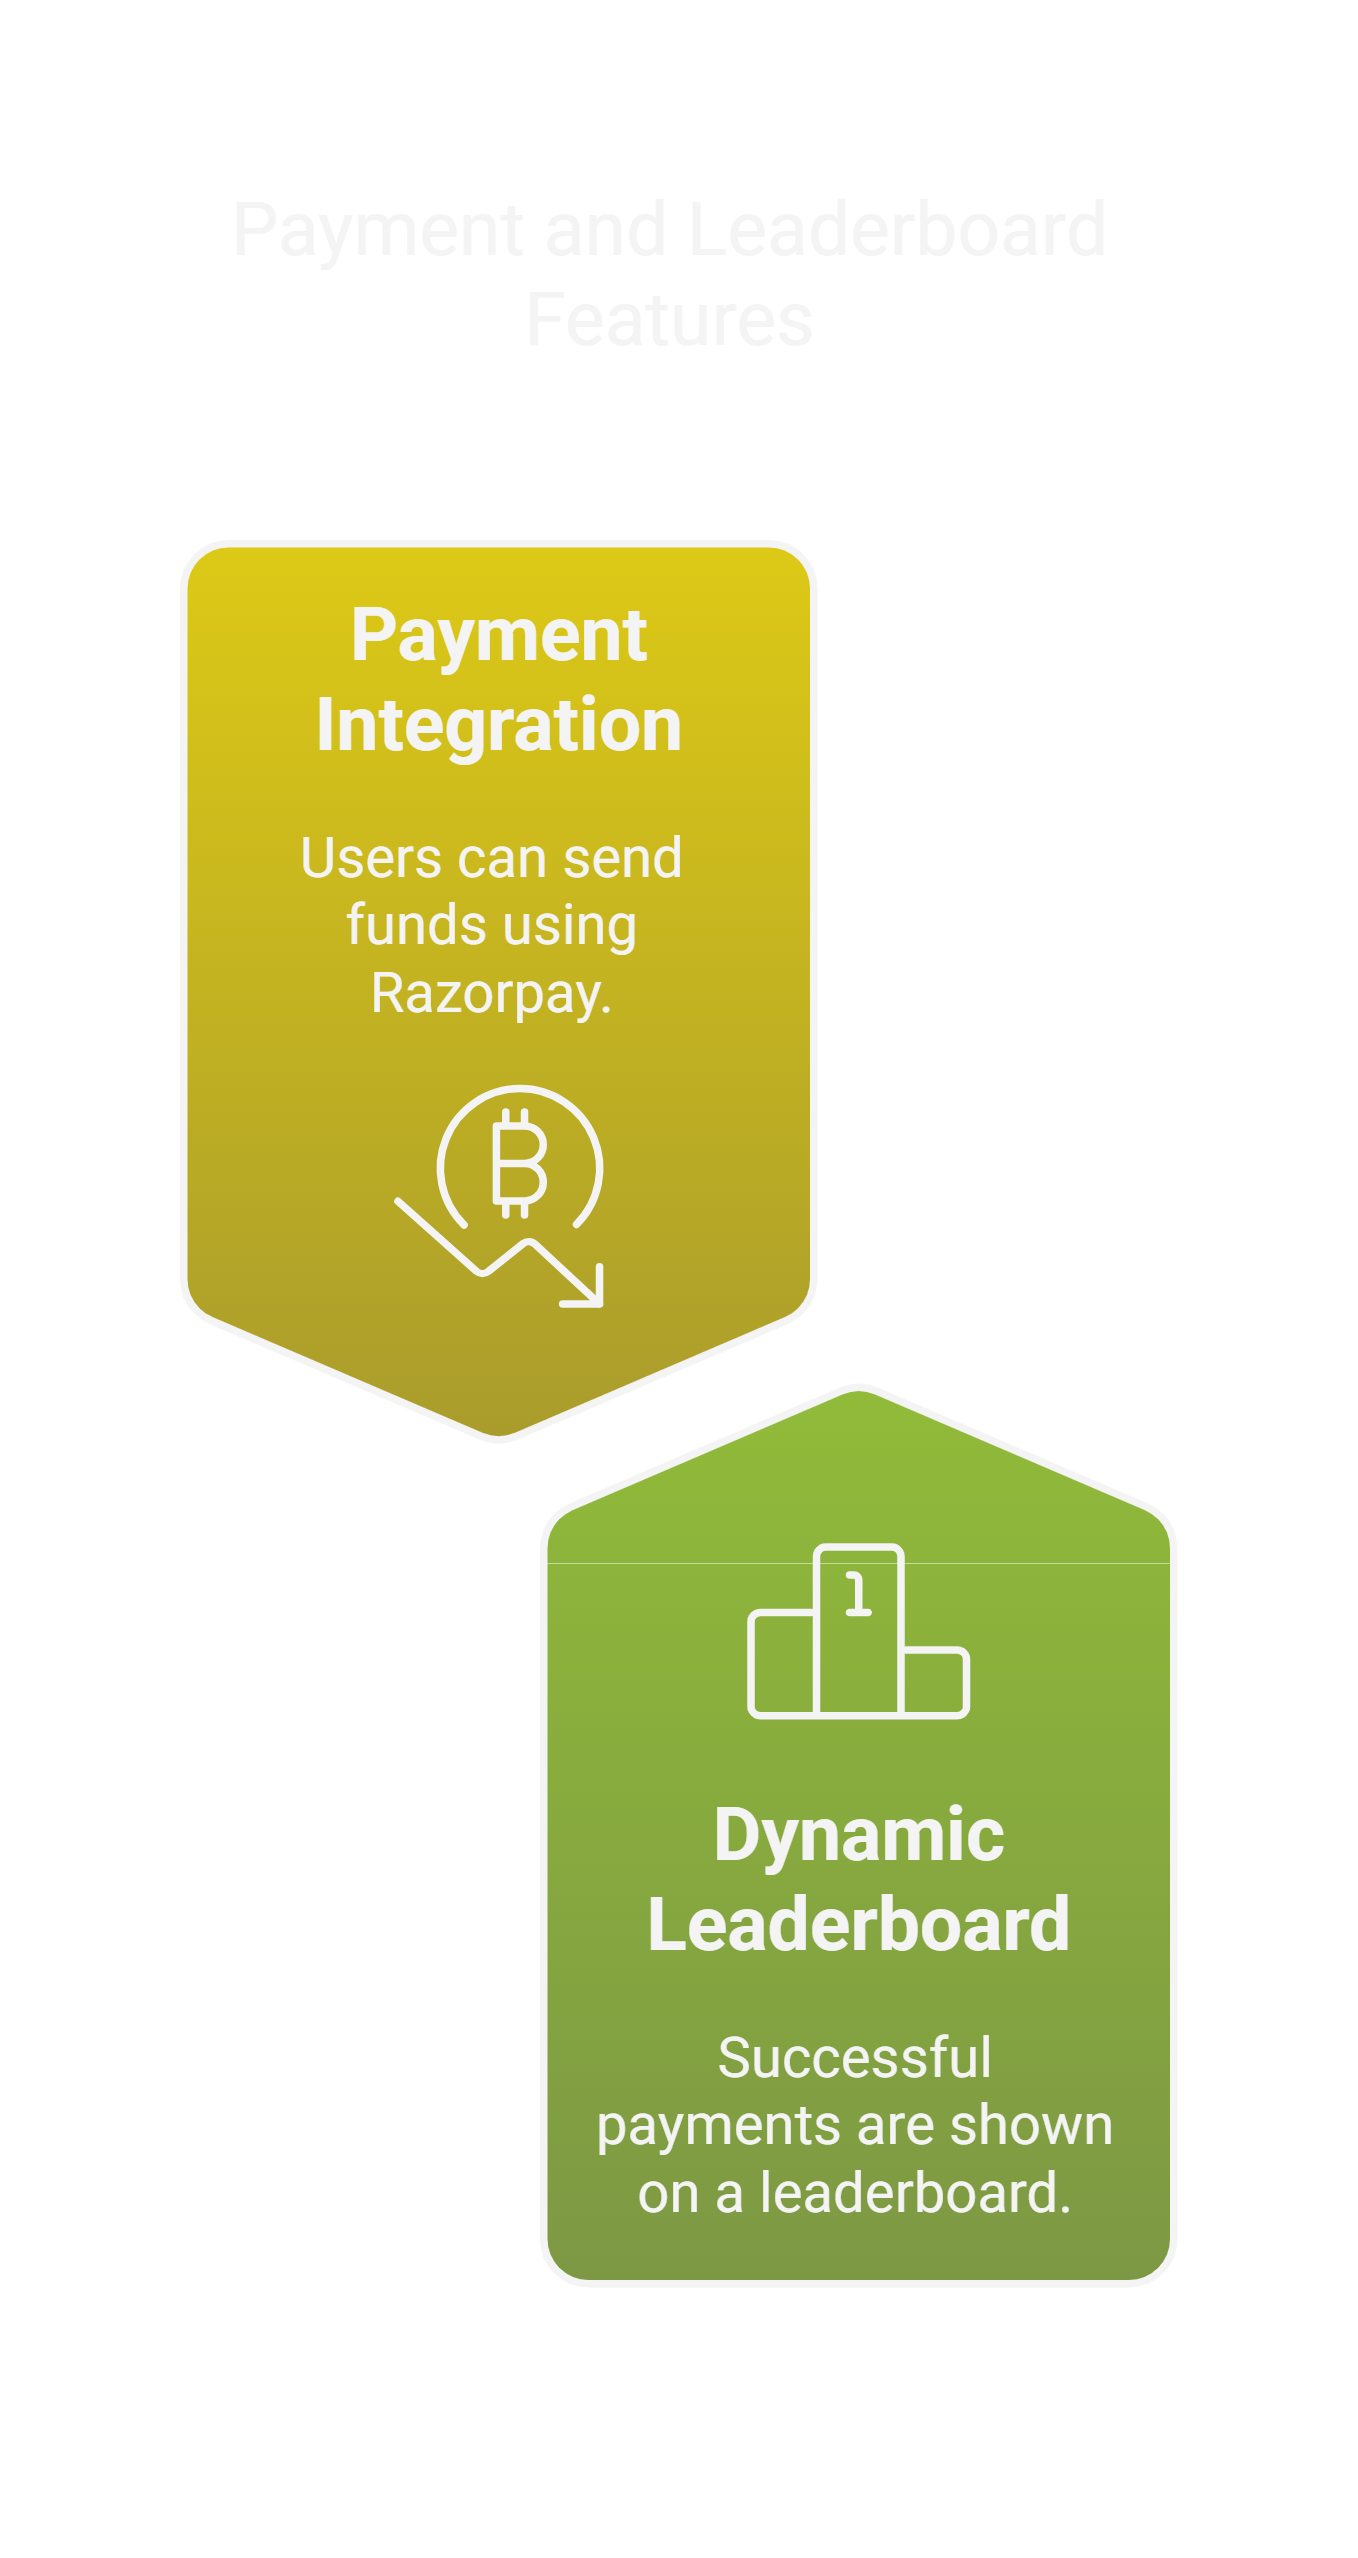 Payment and Leaderboard
Features
Payment
Integration
Users can send
funds using
Razorpay.
1
Dynamic
Leaderboard
Successful
payments are shown
on a leaderboard.